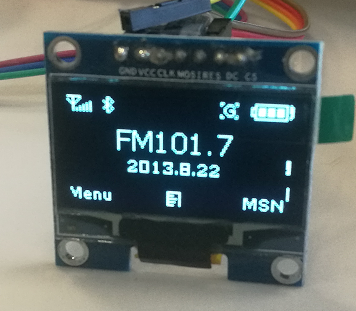 GND VCC CLK MOSI RES DC CS
FM101.7
2013.8.22
Menu
MSN